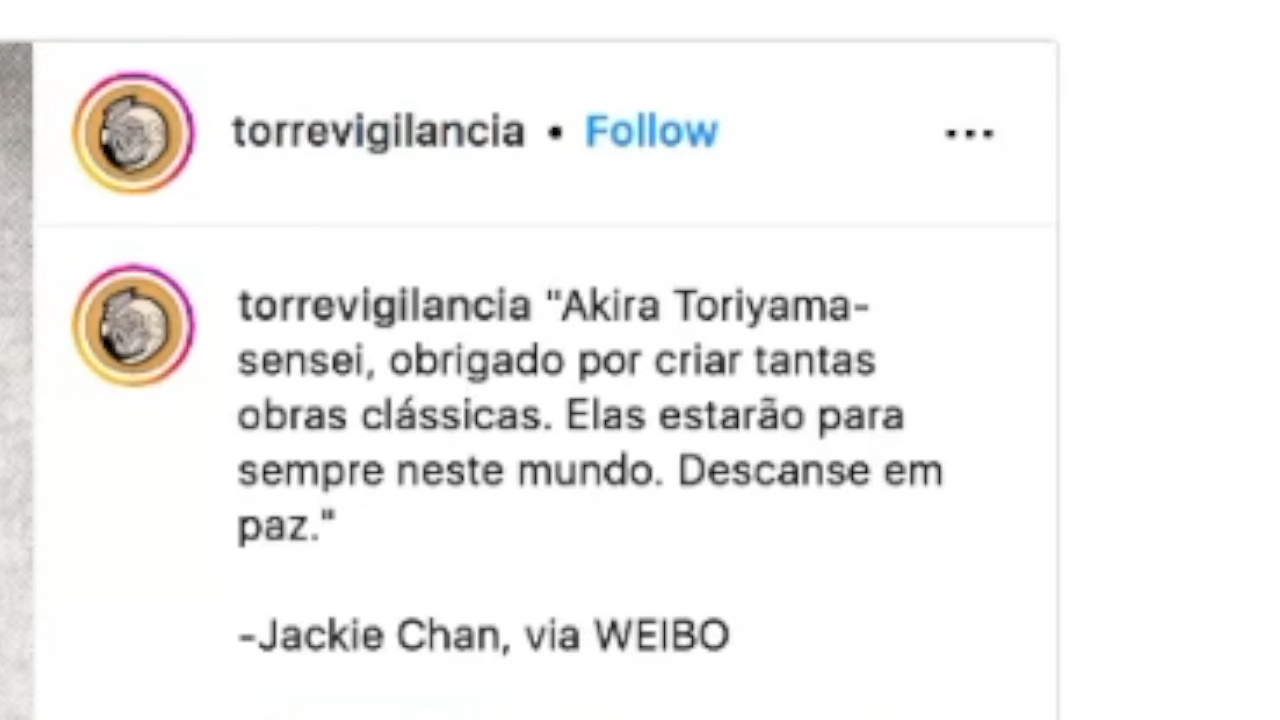 torrevigilancia • Follow ...
torrevigilancia "Akira Toriyama-
sensei, obrigado por criar tantas
obras clássicas. Elas estarão para
sempre neste mundo. Descanse em
paz."
-Jackie Chan, via WEIBO